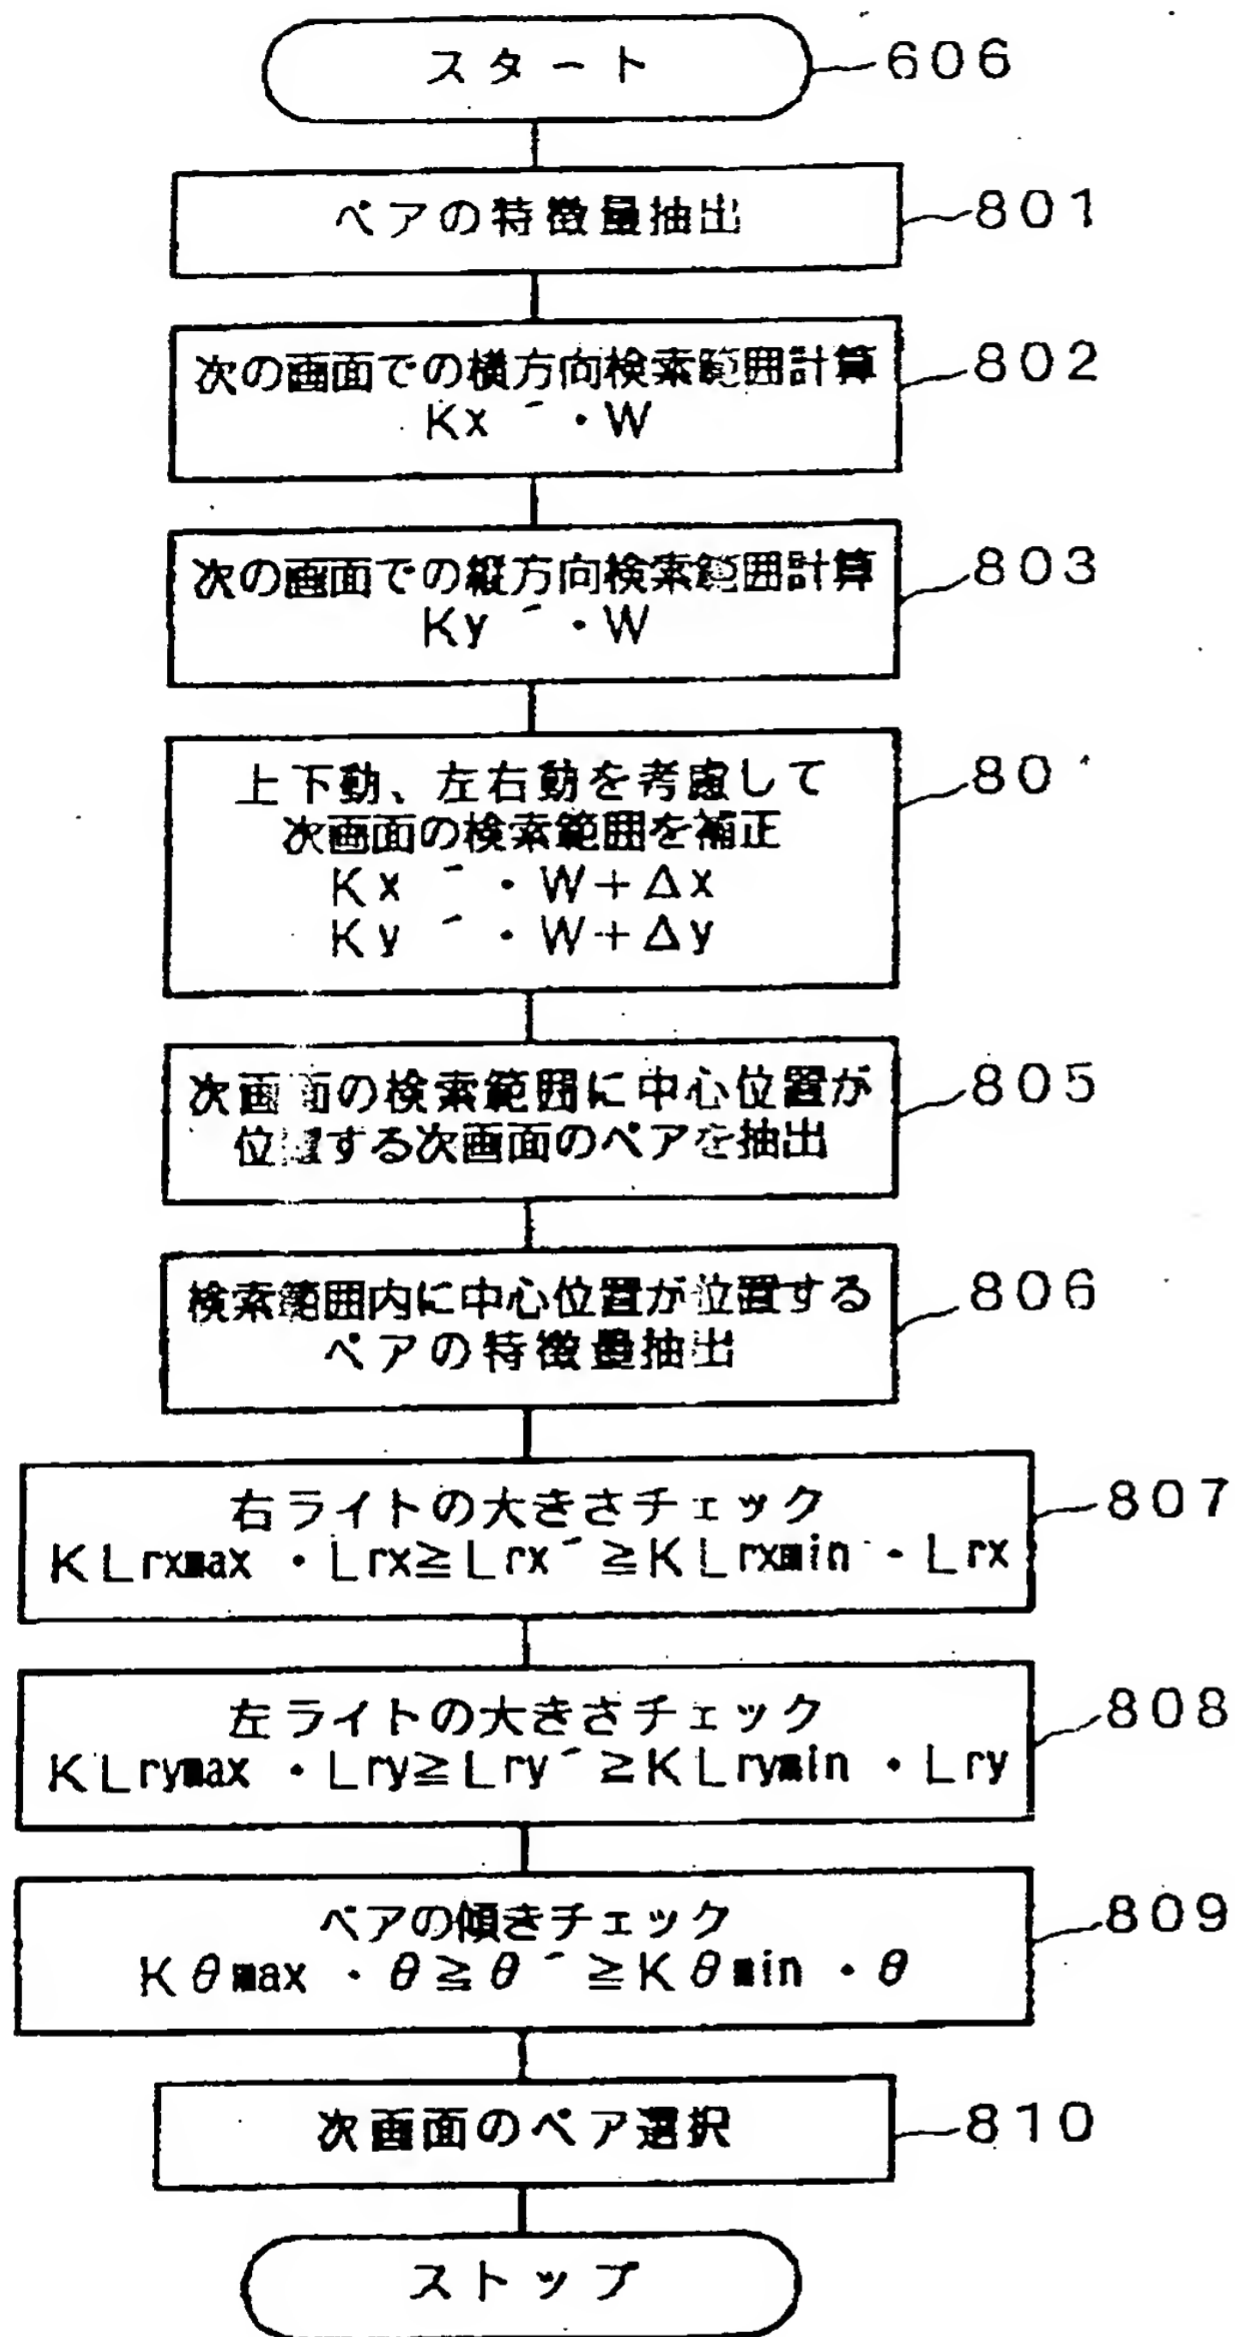 スタート 606
ペアの特徴量抽出 801
次の画面での横方向検索範囲計算 802
Kx´・W
次の画面での縦方向検索範囲計算 803
Ky´・W
上下動、左右動を考慮して 80
次画面の検索範囲を補正
Kx´・W+Δx
Ky´・W+Δy
次画面の検索範囲に中心位置が 805
位置する次画面のペアを抽出
検索範囲内に中心位置が位置する 806
ペアの特徴量抽出
右ライトの大きさチェック 807
KLrxmax・Lrx≧Lrx´≧KLrxmin・Lrx
左ライトの大きさチェック 808
KLrymax・Lry≧Lry´≧KLrymin・Lry
ペアの傾きチェック 809
Kθmax・θ≧θ´≧Kθmin・θ
次画面のペア選択 810
ストップ